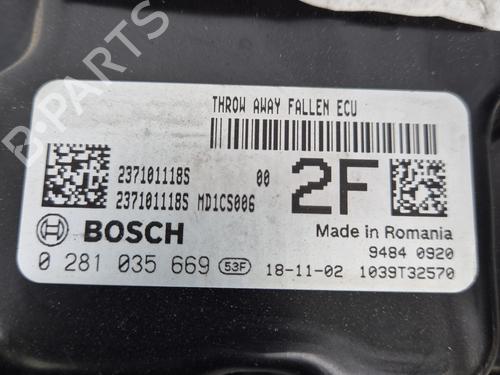 THROW AWAY FALLEN ECU
237101118S 00
237101118S MD1CS006
2F
BOSCH
Made in Romania
9484 0920
0 281 035 669 53F 18-11-02 1039T32570
B-PARTS